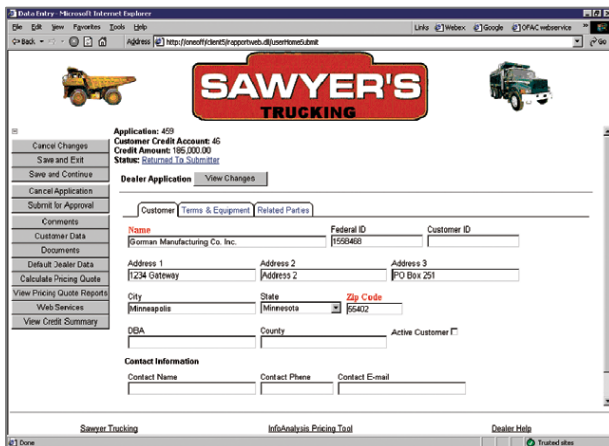 Data Entry - Microsoft Internet Explorer
File Edit View Favorites Tools Help Links Webex Google OFAC webservice
Back Address http://oneoff/client5/rapportweb.dll/userHomeSubmit Go
SAWYER'S
TRUCKING
Application: 459
Customer Credit Account: 46
Credit Amount: 185,000.00
Status: Returned To Submitter
Dealer Application View Changes
Cancel Changes
Save and Exit
Save and Continue
Cancel Application
Submit for Approval
Comments
Customer Data
Documents
Default Dealer Data
Calculate Pricing Quote
View Pricing Quote Reports
Web Services
View Credit Summary
Customer Terms & Equipment Related Parties
Name Federal ID Customer ID
Gorman Manufacturing Co. Inc. 1558468
Address 1 Address 2 Address 3
1234 Gateway Address 2 PO Box 251
City State Zip Code
Minneapolis Minnesota 55402
DBA County Active Customer
Contact Information
Contact Name Contact Phone Contact E-mail
Sawyer Trucking InfoAnalysis Pricing Tool Dealer Help
Done Trusted sites